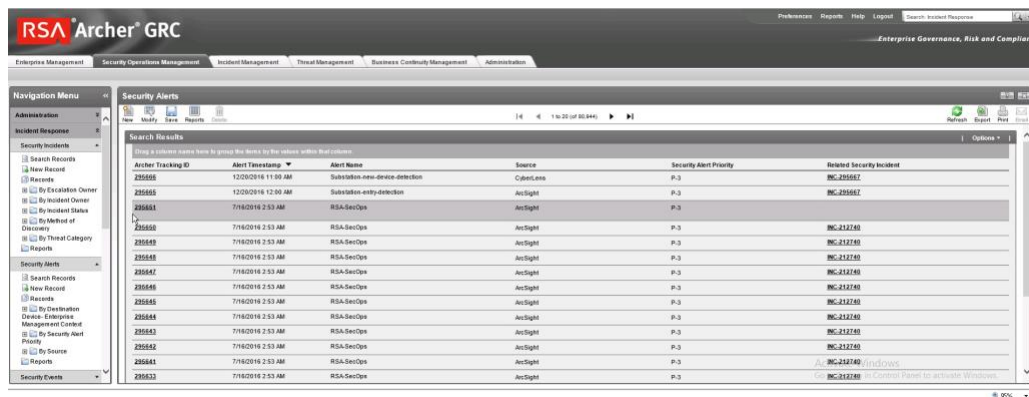 Preferences Reports Help Logout Search: Incident Response
RSA Archer® GRC
Enterprise Governance, Risk and Complian
Enterprise Management Security Operations Management Incident Management Threat Management Business Continuity Management Administration
Navigation Menu «
Administration
Incident Response
Security Incidents
Search Records
New Record
Records
By Escalation Owner
By Incident Owner
By Incident Status
By Method of
Discovery
By Threat Category
Reports
Security Alerts
Search Records
New Record
Records
By Destination
Device- Enterprise
Management Context
By Security Alert
Priority
By Source
Reports
Security Events
Security Alerts
New Modify Save Reports Delete
1 to 20 (of 80,844)
Refresh Export Print Email
Search Results
Options
Drag a column name here to group the items by the values within that column.
Archer Tracking ID Alert Timestamp ▼ Alert Name Source Security Alert Priority Related Security Incident
295666 12/20/2016 11:00 AM Substation-new-device-detection CyberLens P-3 INC-295667
295665 12/20/2016 12:00 AM Substation-entry-detection ArcSight P-3 INC-295667
295651 7/16/2016 2:53 AM RSA-SecOps ArcSight P-3
295650 7/16/2016 2:53 AM RSA-SecOps ArcSight P-3 INC-212740
295649 7/16/2016 2:53 AM RSA-SecOps ArcSight P-3 INC-212740
295648 7/16/2016 2:53 AM RSA-SecOps ArcSight P-3 INC-212740
295647 7/16/2016 2:53 AM RSA-SecOps ArcSight P-3 INC-212740
295646 7/16/2016 2:53 AM RSA-SecOps ArcSight P-3 INC-212740
295645 7/16/2016 2:53 AM RSA-SecOps ArcSight P-3 INC-212740
295644 7/16/2016 2:53 AM RSA-SecOps ArcSight P-3 INC-212740
295643 7/16/2016 2:53 AM RSA-SecOps ArcSight P-3 INC-212740
295642 7/16/2016 2:53 AM RSA-SecOps ArcSight P-3 INC-212740
295641 7/16/2016 2:53 AM RSA-SecOps ArcSight P-3 INC-212740
295633 7/16/2016 2:53 AM RSA-SecOps ArcSight P-3 INC-212740
Windows
in Control Panel to activate Windows.
95%